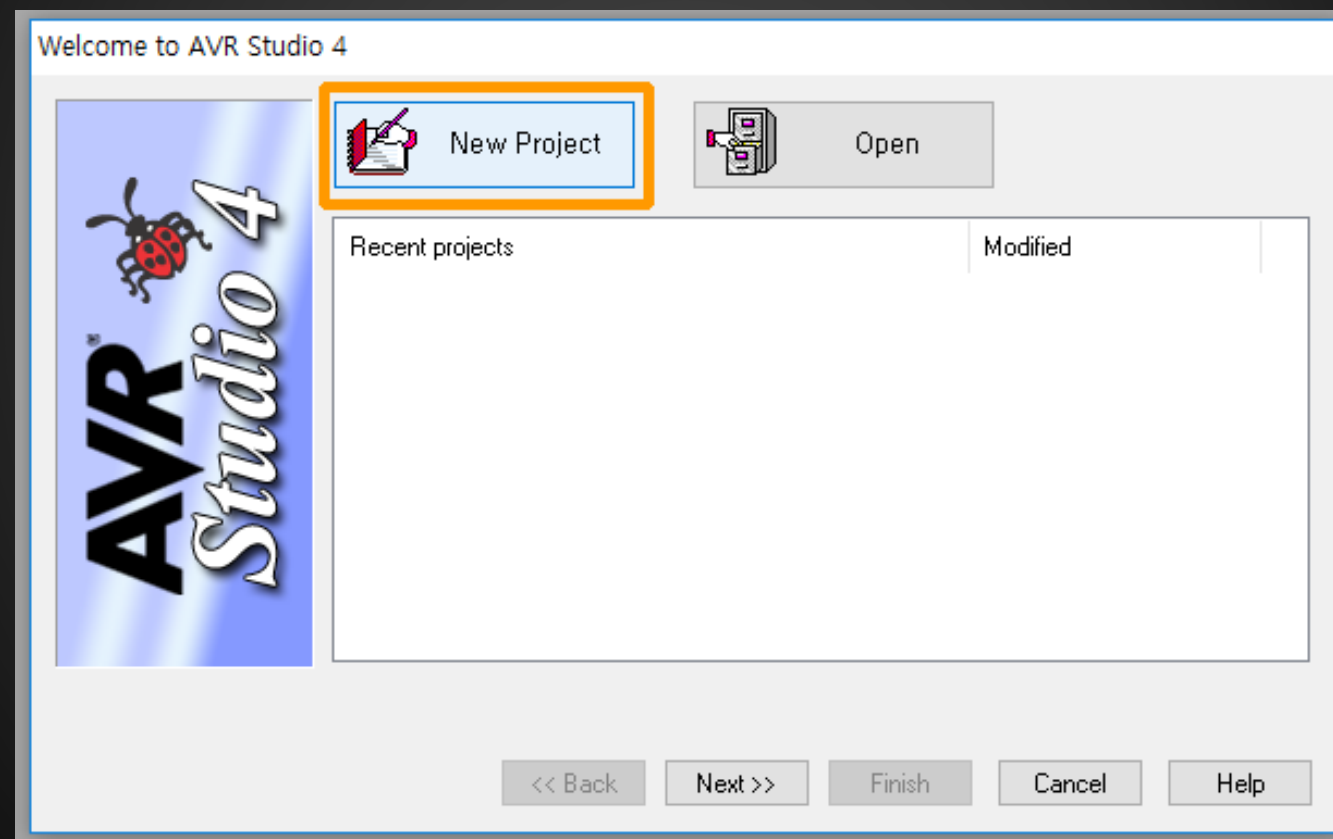 Welcome to AVR Studio 4
New Project
Open
AVR
Studio 4
Recent projects
Modified
<< Back
Next >>
Finish
Cancel
Help